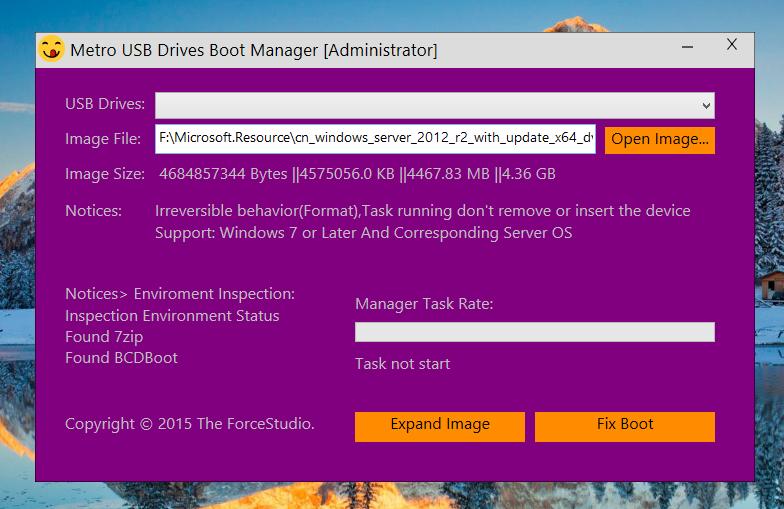 Metro USB Drives Boot Manager [Administrator]
USB Drives:
Image File: F:\Microsoft.Resource\cn_windows_server_2012_r2_with_update_x64_dv Open Image...
Image Size: 4684857344 Bytes ||4575056.0 KB ||4467.83 MB ||4.36 GB
Notices: Irreversible behavior(Format),Task running don't remove or insert the device
Support: Windows 7 or Later And Corresponding Server OS
Notices> Enviroment Inspection:
Inspection Environment Status
Found 7zip
Found BCDBoot
Manager Task Rate:
Task not start
Copyright © 2015 The ForceStudio.
Expand Image
Fix Boot